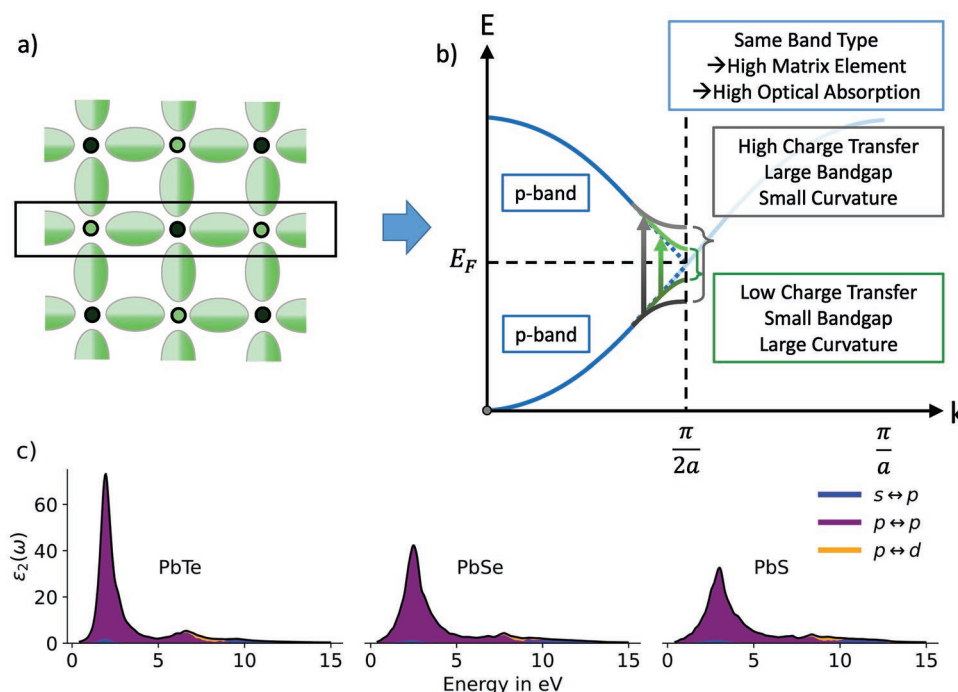 a)
b)
E
Same Band Type
→High Matrix Element
→High Optical Absorption
p-band
High Charge Transfer
Large Bandgap
Small Curvature
E_F
p-band
Low Charge Transfer
Small Bandgap
Large Curvature
k
π/2a
π/a
c)
ε₂(ω)
60
40
20
0
PbTe
PbSe
PbS
s↔p
p↔p
p↔d
0 5 10 15
0 5 10 15
0 5 10 15
Energy in eV